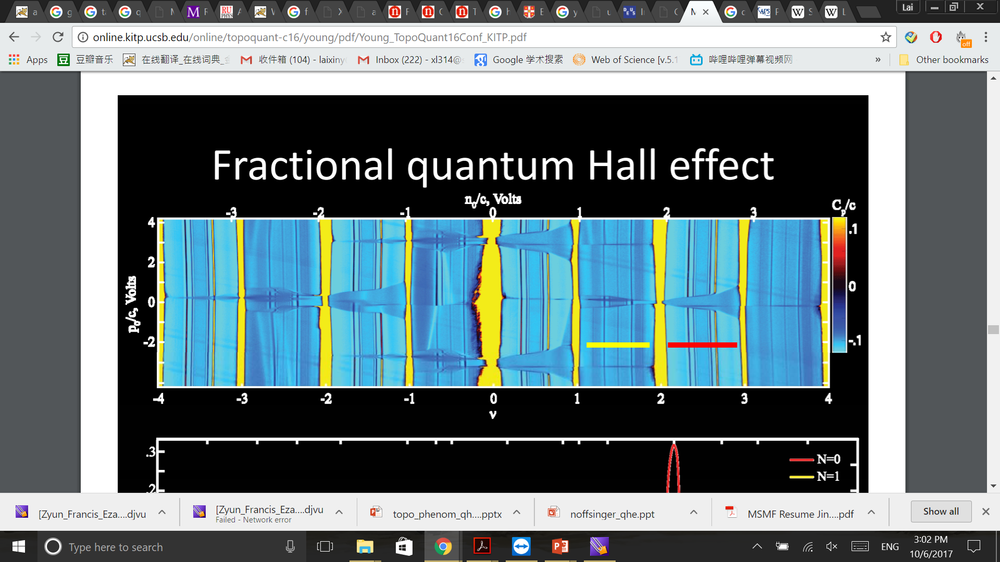 Lai
online.kitp.ucsb.edu/online/topoquant-c16/young/pdf/Young_TopoQuant16Conf_KITP.pdf
off
Apps
豆瓣音乐
在线翻译_在线词典_金
收件箱 (104) - laixiny
Inbox (222) - xl314@
Google 学术搜索
Web of Science [v.5.1
哔哩哔哩弹幕视频网
»
Other bookmarks
Fractional quantum Hall effect
n₀/c, Volts
-3 -2 -1 0 1 2 3
Cₚ/c
.1
0
-.1
p₀/c, Volts
4
2
0
-2
-4 -3 -2 -1 0 1 2 3 4
ν
.3
.2
N=0
N=1
[Zyun_Francis_Eza....djvu
[Zyun_Francis_Eza....djvu
Failed - Network error
topo_phenom_qh....pptx
noffsinger_qhe.ppt
MSMF Resume Jin....pdf
Show all
Type here to search
ENG
3:02 PM
10/6/2017